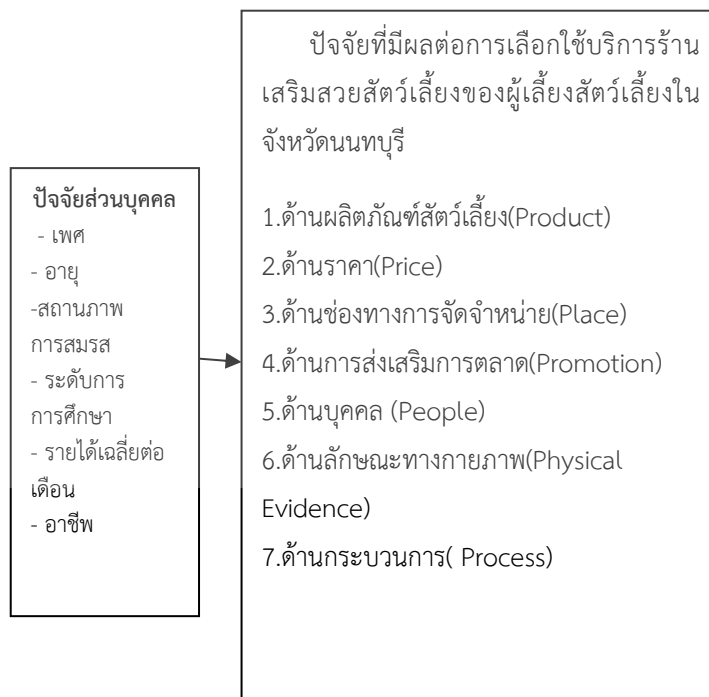 ปัจจัยส่วนบุคคล
- เพศ
- อายุ
-สถานภาพ
การสมรส
- ระดับการ
การศึกษา
- รายได้เฉลี่ยต่อ
เดือน
- อาชีพ
ปัจจัยที่มีผลต่อการเลือกใช้บริการร้าน
เสริมสวยสัตว์เลี้ยงของผู้เลี้ยงสัตว์เลี้ยงใน
จังหวัดนนทบุรี
1.ด้านผลิตภัณฑ์สัตว์เลี้ยง(Product)
2.ด้านราคา(Price)
3.ด้านช่องทางการจัดจำหน่าย(Place)
4.ด้านการส่งเสริมการตลาด(Promotion)
5.ด้านบุคคล (People)
6.ด้านลักษณะทางกายภาพ(Physical
Evidence)
7.ด้านกระบวนการ( Process)